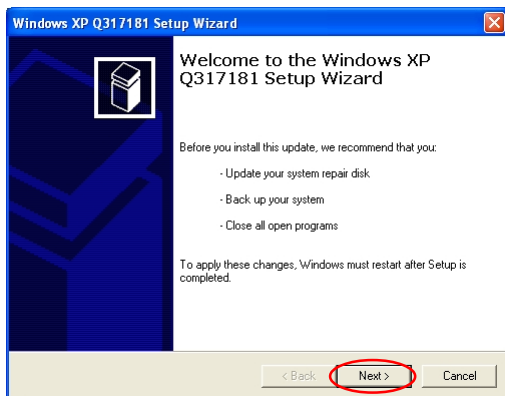 Windows XP Q317181 Setup Wizard
Welcome to the Windows XP
Q317181 Setup Wizard
Before you install this update, we recommend that you:
- Update your system repair disk
- Back up your system
- Close all open programs
To apply these changes, Windows must restart after Setup is
completed.
< Back Next > Cancel